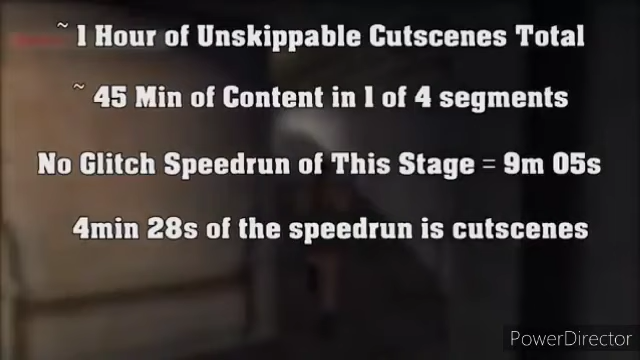 ~ 1 Hour of Unskippable Cutscenes Total
~ 45 Min of Content in 1 of 4 segments
No Glitch Speedrun of This Stage = 9m 05s
4min 28s of the speedrun is cutscenes
PowerDirector